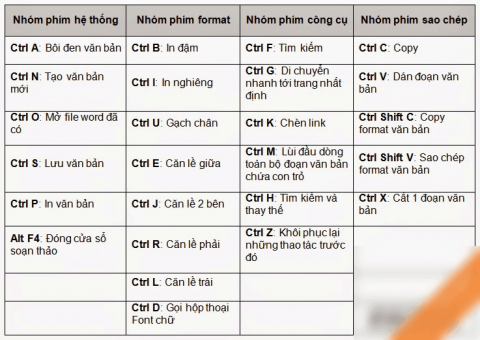 Nhóm phim hệ thống Nhóm phim format Nhóm phim công cụ Nhóm phim sao chép
Ctrl A: Bôi đen văn bản Ctrl B: In đậm Ctrl F: Tìm kiếm Ctrl C: Copy
Ctrl N: Tạo văn bản
mới
Ctrl I: In nghiêng
Ctrl G: Di chuyển
nhanh tới trang nhất
định
Ctrl V: Dán đoạn văn
bản
Ctrl O: Mở file word đã
có
Ctrl U: Gạch chân
Ctrl K: Chèn link
Ctrl Shift C: Copy
format văn bản
Ctrl S: Lưu văn bản
Ctrl E: Căn lề giữa
Ctrl M: Lùi đầu dòng
toàn bộ đoạn văn bản
chứa con trỏ
Ctrl Shift V: Sao chép
format văn bản
Ctrl P: In văn bản
Ctrl J: Căn lề 2 bên
Ctrl H: Tìm kiếm và
thay thế
Ctrl X: Cắt 1 đoạn văn
bản
Alt F4: Đóng cửa sổ
soạn thảo
Ctrl R: Căn lề phải
Ctrl Z: Khôi phục lại
những thao tác trước
đó
Ctrl L: Căn lề trái
Ctrl D: Gọi hộp thoại
Font chữ